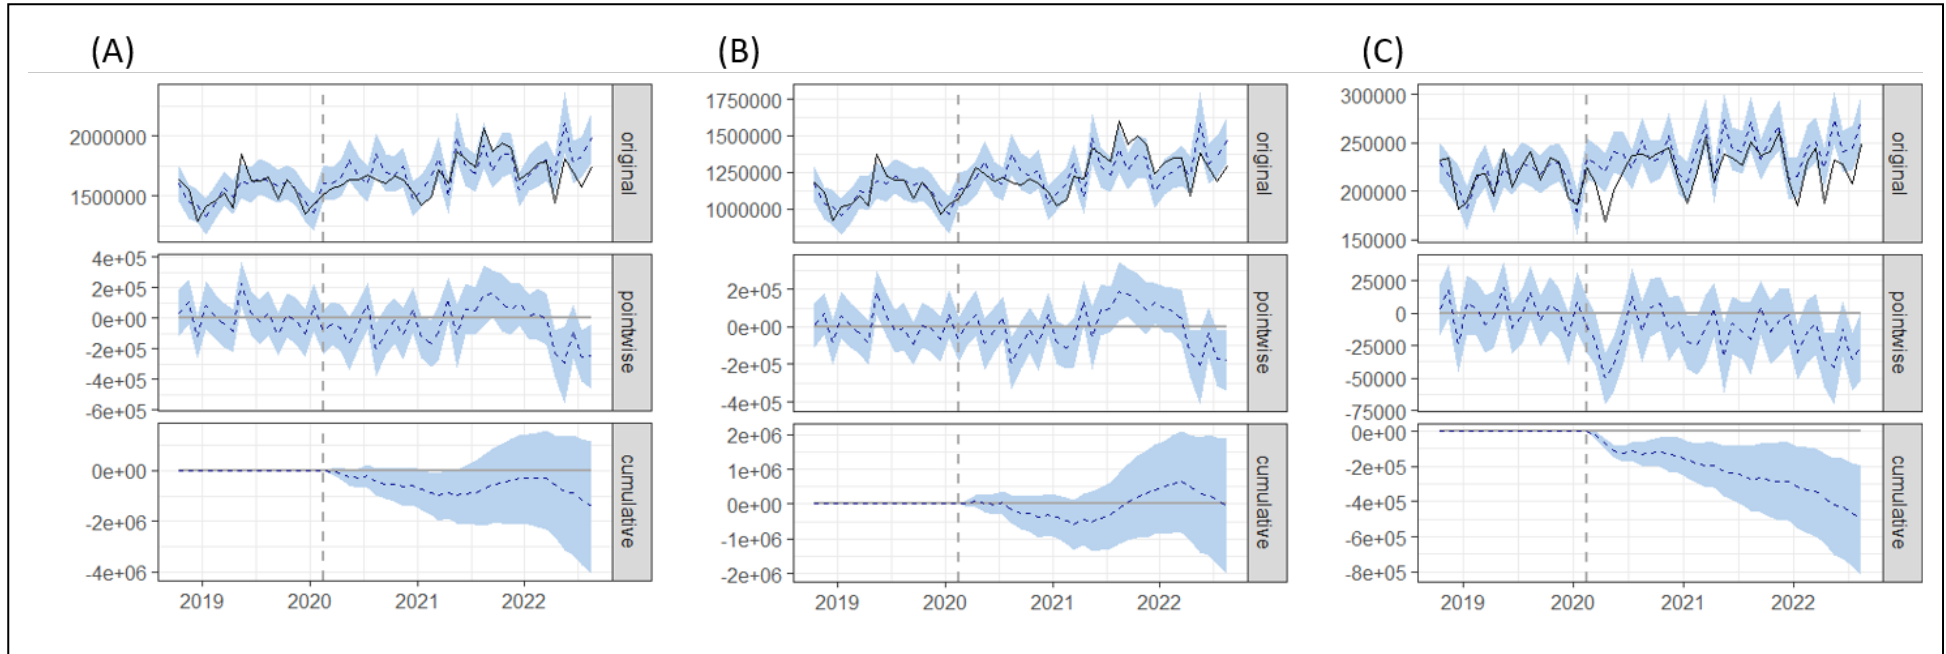 (A)
(B)
(C)
2000000
1500000
original
4e+05
2e+05
0e+00
-2e+05
-4e+05
-6e+05
pointwise
0e+00
-2e+06
-4e+06
cumulative
2019 2020 2021 2022
1750000
1500000
1250000
1000000
original
2e+05
0e+00
-2e+05
-4e+05
pointwise
2e+06
1e+06
0e+00
-1e+06
-2e+06
cumulative
2019 2020 2021 2022
300000
250000
200000
150000
original
25000
0
-25000
-50000
-75000
pointwise
0e+00
-2e+05
-4e+05
-6e+05
-8e+05
cumulative
2019 2020 2021 2022